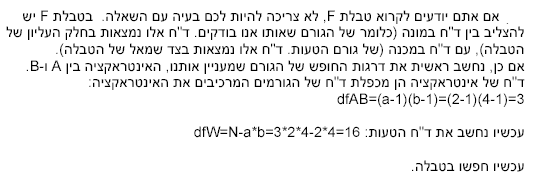 אם אתם יודעים לקרוא טבלת F, לא צריכה להיות לכם בעיה עם השאלה. בטבלת F יש
להצליב בין ד"ח במונה (כלומר של הגורם שאותו אנו בודקים. ד"ח אלו נמצאות בחלק העליון של
הטבלה), עם ד"ח במכנה (של גורם הטעות. ד"ח אלו נמצאים בצד שמאל של הטבלה).
אם כן, נחשב ראשית את דרגות החופש של הגורם שמעניין אותנו, האינטראקציה בין A ו-B.
ד"ח של אינטראקציה הן מכפלת ד"ח של הגורמים המרכיבים את האינטראקציה:
dfAB=(a-1)(b-1)=(2-1)(4-1)=3
עכשיו נחשב את ד"ח הטעות: dfW=N-a*b=3*2*4-2*4=16
עכשיו חפשו בטבלה.